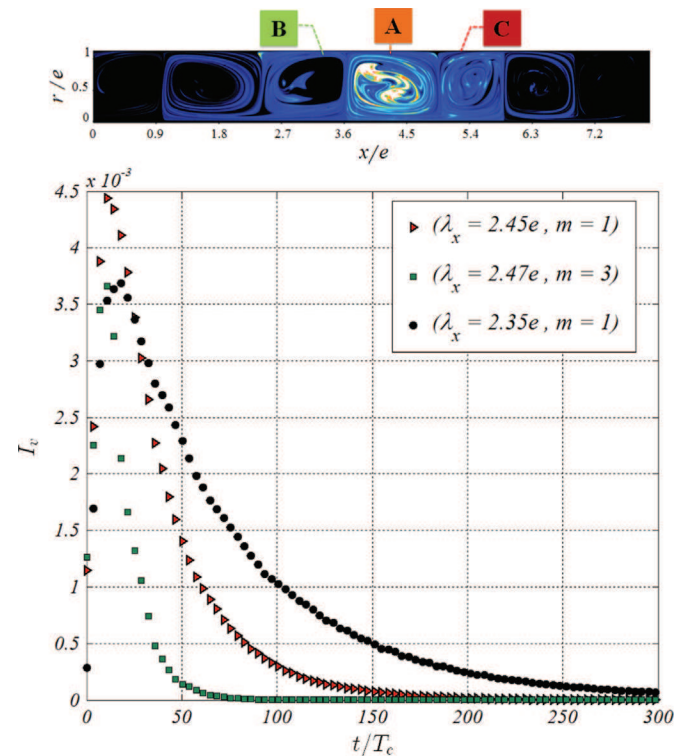 B A C
r/e
1
0.5
0
0 0.9 1.8 2.7 3.6 4.5 5.4 6.3 7.2
x/e
x 10⁻³
4.5
4
3.5
3
2.5
2
1.5
1
0.5
0
I_v
(λ_x = 2.45e , m = 1)
(λ_x = 2.47e , m = 3)
(λ_x = 2.35e , m = 1)
0 50 100 150 200 250 300
t/T_c